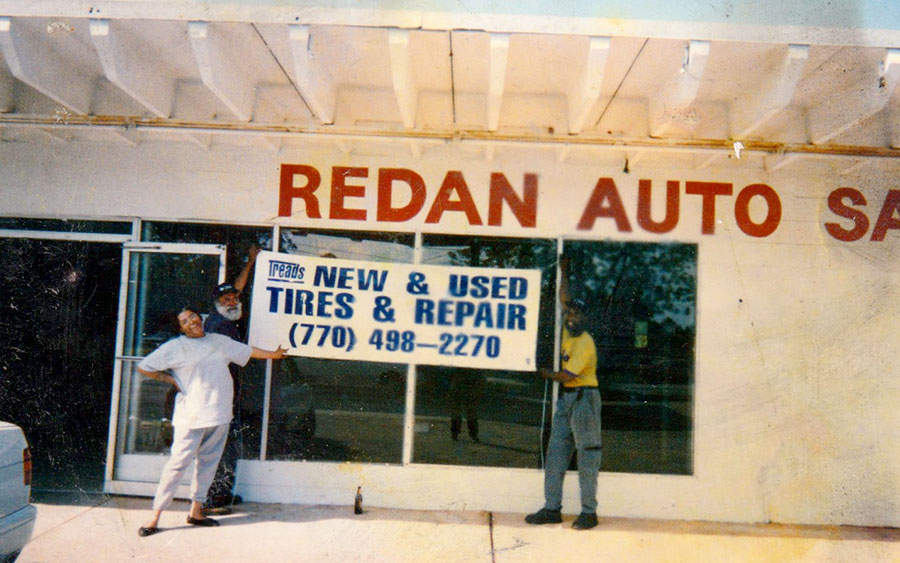 REDAN AUTO SA
Treads NEW & USED
TIRES & REPAIR
(770) 498—2270